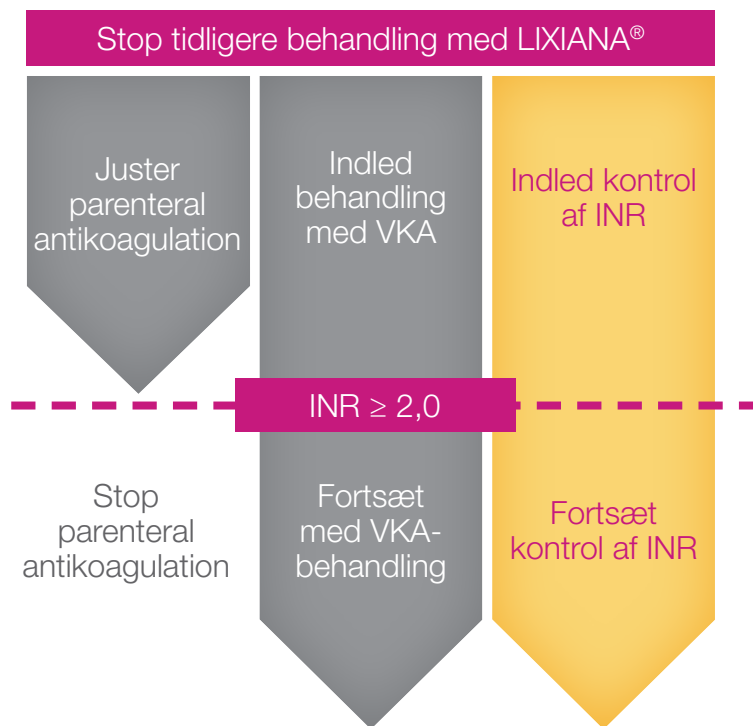 Stop tidligere behandling med LIXIANA®
Juster
parenteral
antikoagulation
Indled
behandling
med VKA
Indled kontrol
af INR
INR ≥ 2,0
Stop
parenteral
antikoagulation
Fortsæt
med VKA-
behandling
Fortsæt
kontrol af INR